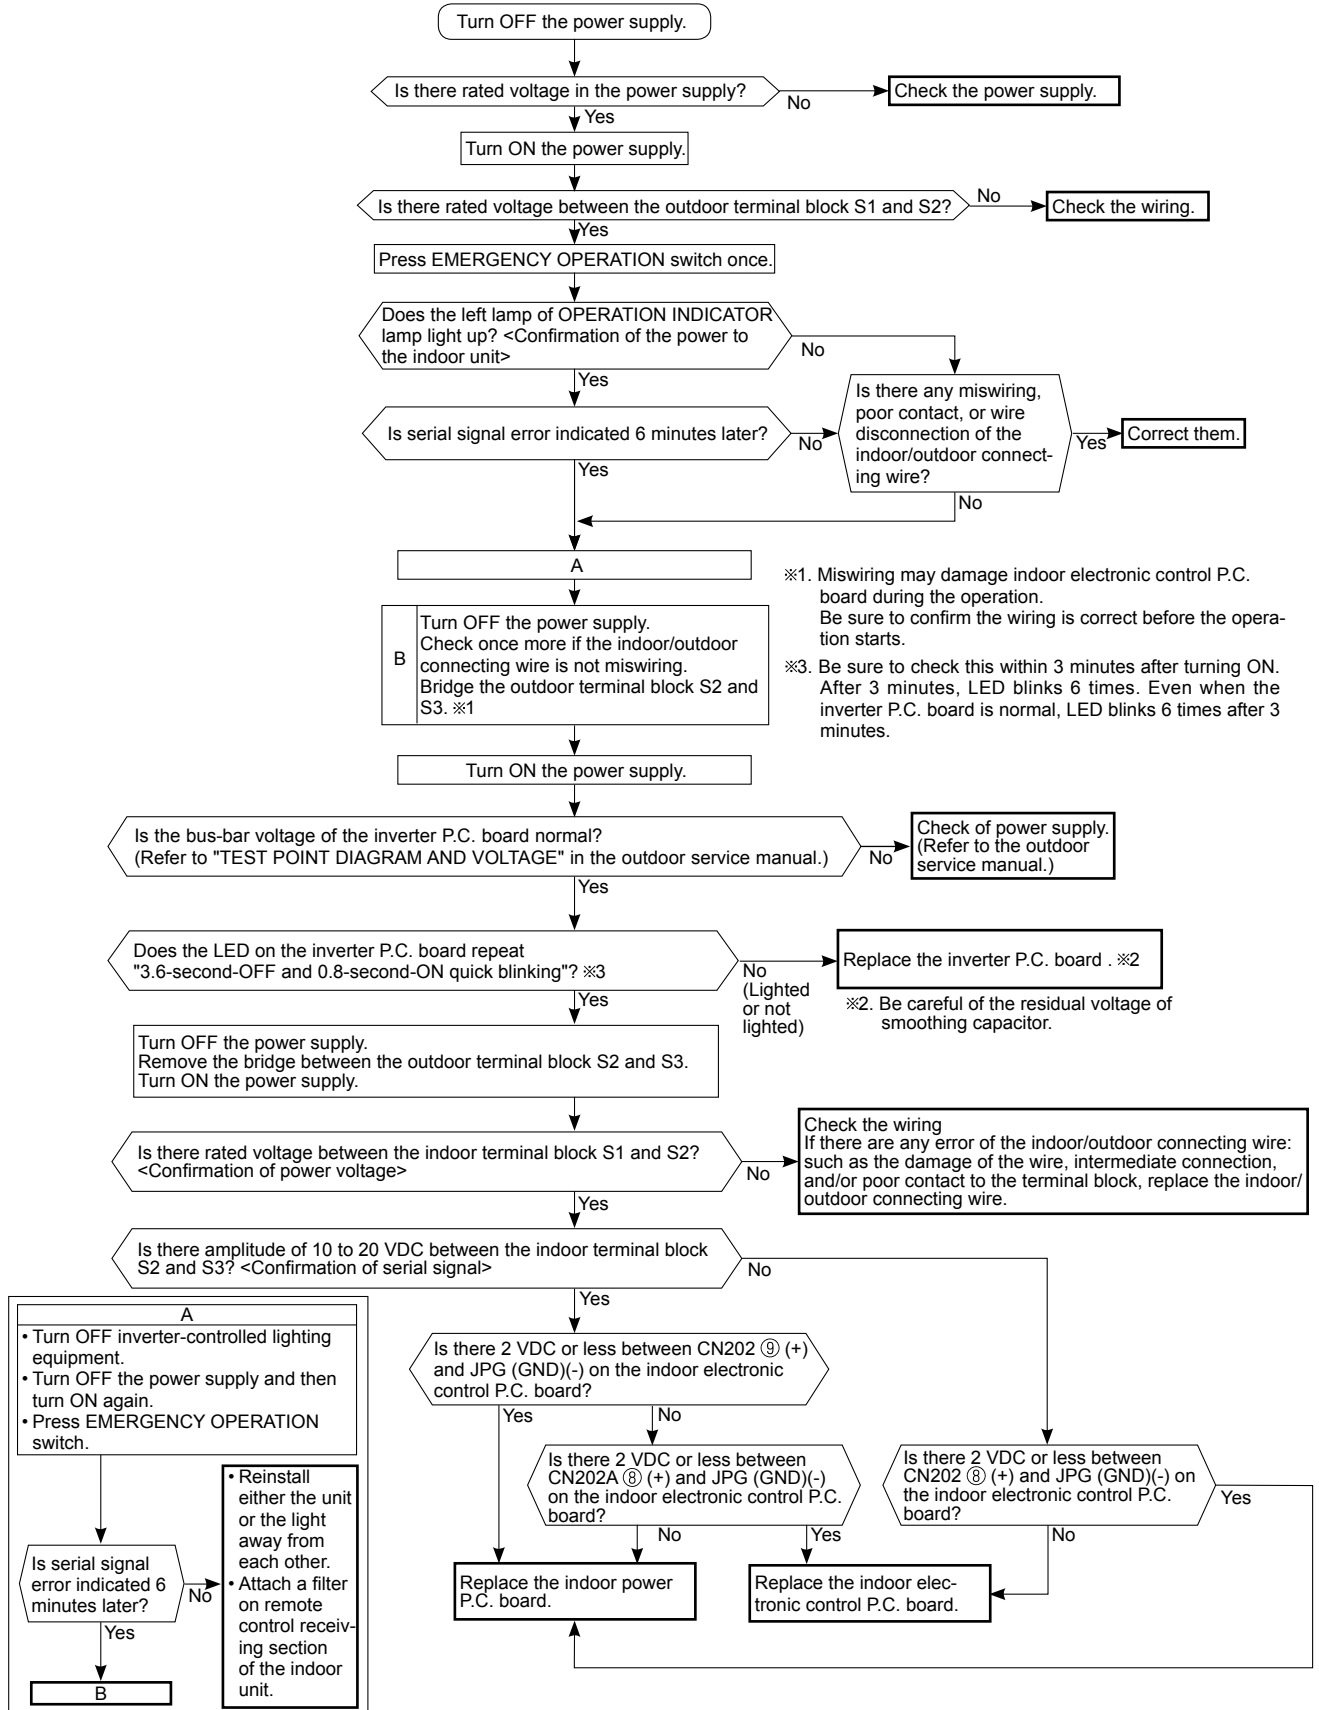 Turn OFF the power supply.
Is there rated voltage in the power supply?
No
Check the power supply.
Yes
Turn ON the power supply.
Is there rated voltage between the outdoor terminal block S1 and S2?
No
Check the wiring.
Yes
Press EMERGENCY OPERATION switch once.
Does the left lamp of OPERATION INDICATOR
lamp light up? <Confirmation of the power to
the indoor unit>
No
Yes
Is there any miswiring,
poor contact, or wire
disconnection of the
indoor/outdoor connect-
ing wire?
Is serial signal error indicated 6 minutes later?
No
Yes
Correct them.
Yes
No
A
B
Turn OFF the power supply.
Check once more if the indoor/outdoor
connecting wire is not miswiring.
Bridge the outdoor terminal block S2 and
S3. ※1
※1. Miswiring may damage indoor electronic control P.C.
board during the operation.
Be sure to confirm the wiring is correct before the opera-
tion starts.
※3. Be sure to check this within 3 minutes after turning ON.
After 3 minutes, LED blinks 6 times. Even when the
inverter P.C. board is normal, LED blinks 6 times after 3
minutes.
Turn ON the power supply.
Is the bus-bar voltage of the inverter P.C. board normal?
(Refer to "TEST POINT DIAGRAM AND VOLTAGE" in the outdoor service manual.)
No
Check of power supply.
(Refer to the outdoor
service manual.)
Yes
Does the LED on the inverter P.C. board repeat
"3.6-second-OFF and 0.8-second-ON quick blinking"? ※3
No
(Lighted
or not
lighted)
Replace the inverter P.C. board . ※2
※2. Be careful of the residual voltage of
smoothing capacitor.
Yes
Turn OFF the power supply.
Remove the bridge between the outdoor terminal block S2 and S3.
Turn ON the power supply.
Is there rated voltage between the indoor terminal block S1 and S2?
<Confirmation of power voltage>
No
Check the wiring
If there are any error of the indoor/outdoor connecting wire:
such as the damage of the wire, intermediate connection,
and/or poor contact to the terminal block, replace the indoor/
outdoor connecting wire.
Yes
Is there amplitude of 10 to 20 VDC between the indoor terminal block
S2 and S3? <Confirmation of serial signal>
No
Yes
Is there 2 VDC or less between CN202 ⑨ (+)
and JPG (GND)(-) on the indoor electronic
control P.C. board?
Yes
No
Is there 2 VDC or less between
CN202A ⑧ (+) and JPG (GND)(-)
on the indoor electronic control P.C.
board?
No
Yes
Is there 2 VDC or less between
CN202 ⑧ (+) and JPG (GND)(-) on
the indoor electronic control P.C.
board?
Yes
No
Replace the indoor power
P.C. board.
Replace the indoor elec-
tronic control P.C. board.
A
• Turn OFF inverter-controlled lighting
equipment.
• Turn OFF the power supply and then
turn ON again.
• Press EMERGENCY OPERATION
switch.
Is serial signal
error indicated 6
minutes later?
No
Yes
B
• Reinstall
either the unit
or the light
away from
each other.
• Attach a filter
on remote
control receiv-
ing section
of the indoor
unit.